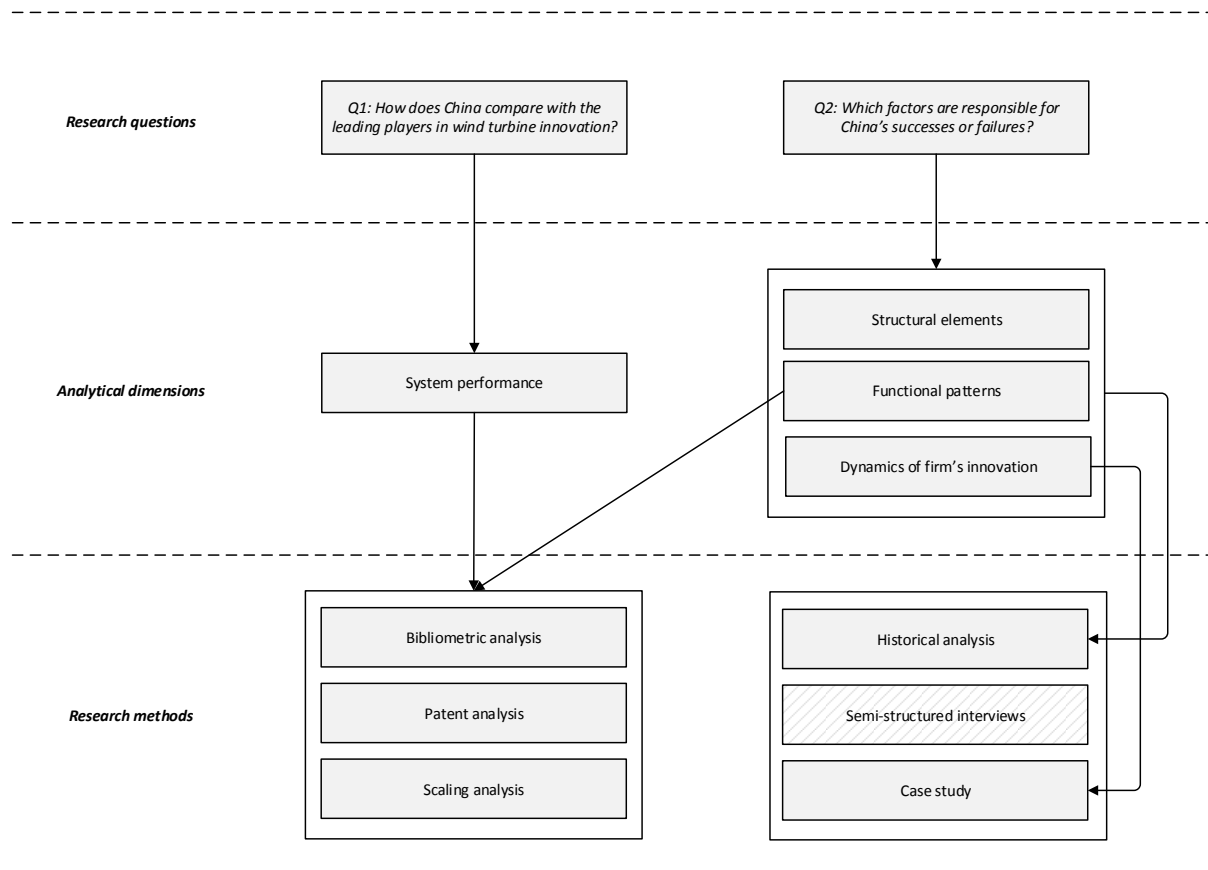 Research questions
Q1: How does China compare with the
leading players in wind turbine innovation?
Q2: Which factors are responsible for
China's successes or failures?
Analytical dimensions
System performance
Structural elements
Functional patterns
Dynamics of firm's innovation
Research methods
Bibliometric analysis
Patent analysis
Scaling analysis
Historical analysis
Semi-structured interviews
Case study